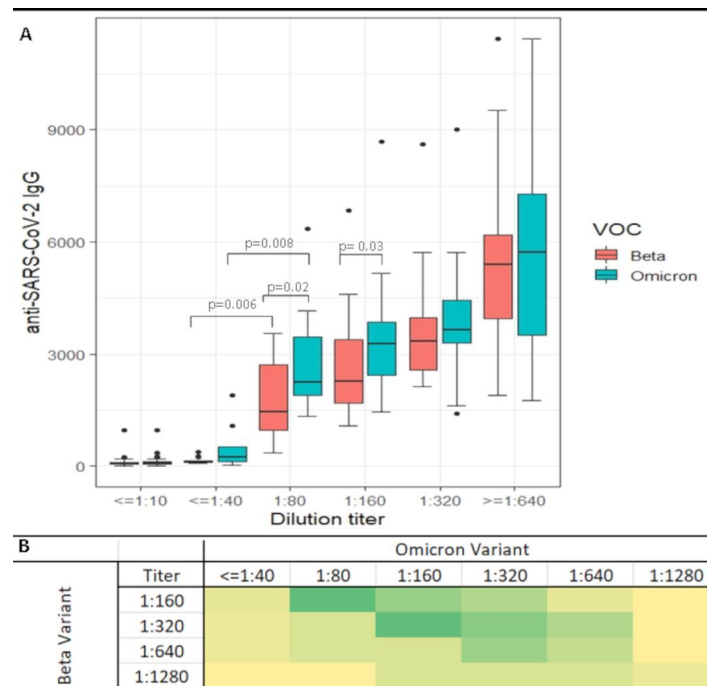 A
anti-SARS-CoV-2 IgG
9000
6000
3000
0
p=0.008
p= 0.03
p=0.02
p=0.006
VOC
Beta
Omicron
<=1:10 <=1:40 1:80 1:160 1:320 >=1:640
Dilution titer
B
Omicron Variant
Titer <=1:40 1:80 1:160 1:320 1:640 1:1280
Beta Variant
1:160
1:320
1:640
1:1280